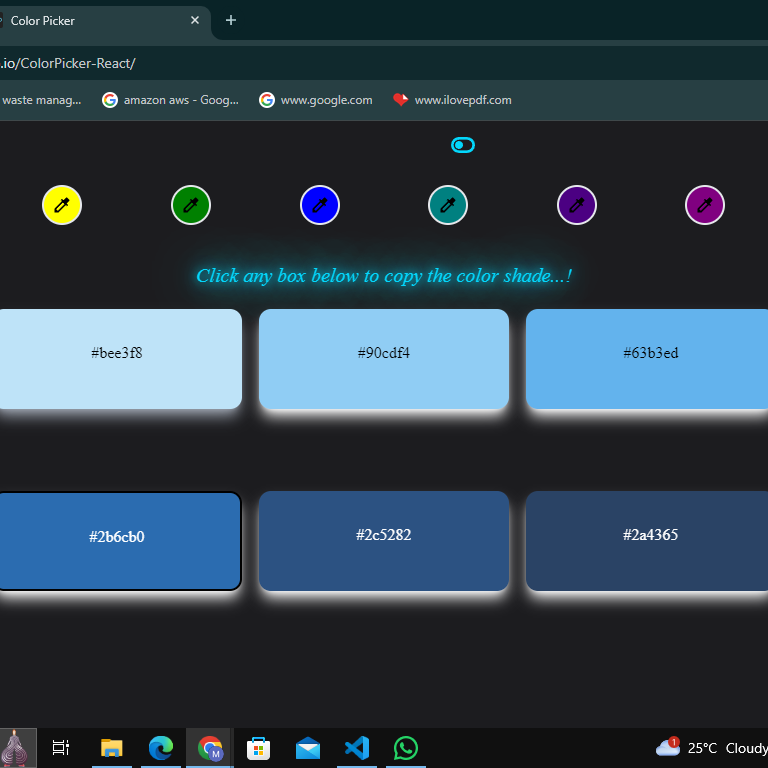 Color Picker
.io/ColorPicker-React/
waste manag...
amazon aws - Goog...
www.google.com
www.ilovepdf.com
Click any box below to copy the color shade...!
#bee3f8
#90cdf4
#63b3ed
#2b6cb0
#2c5282
#2a4365
M
1
25°C Cloudy